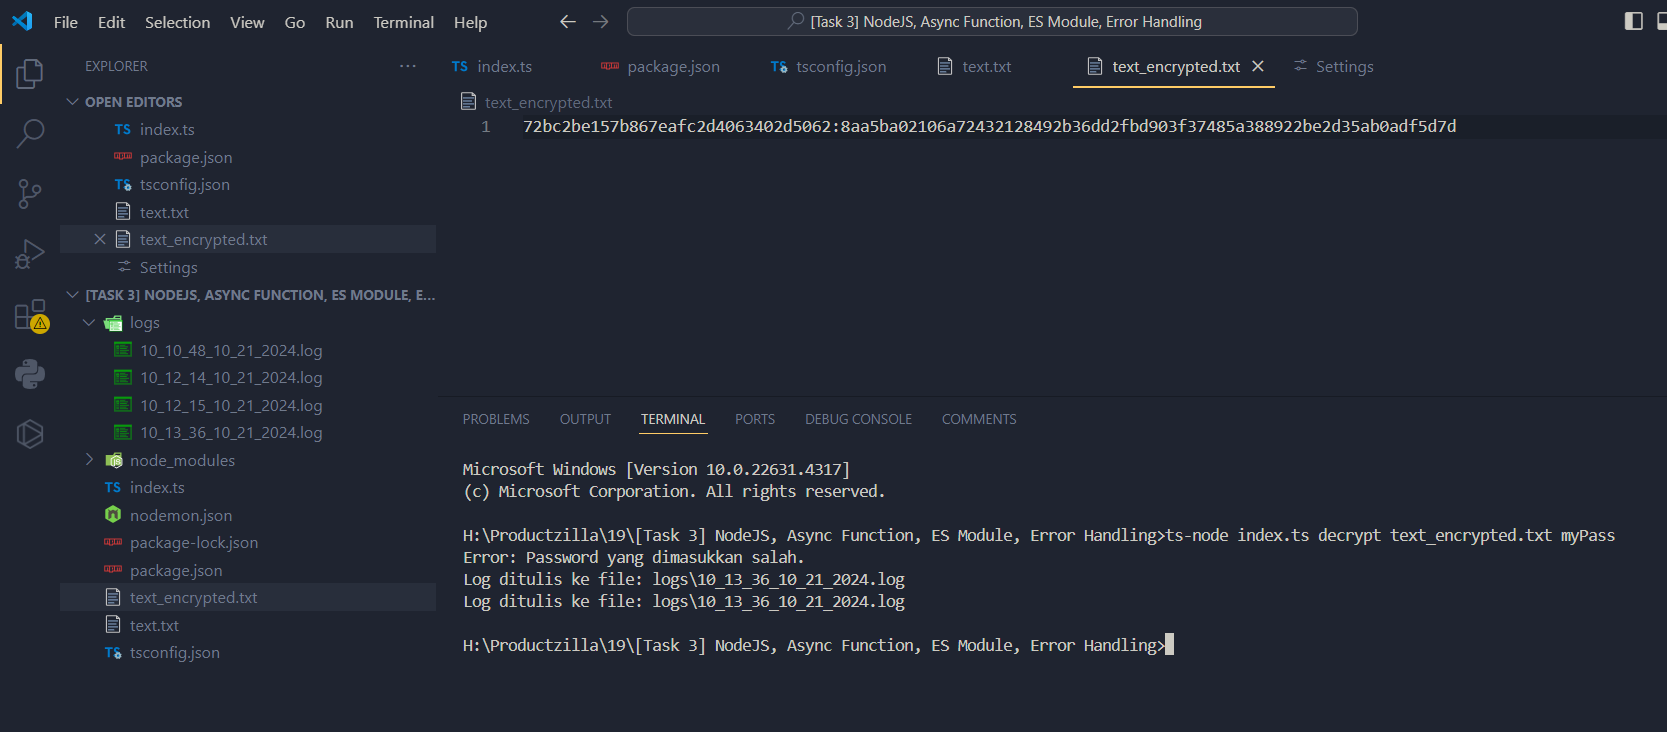 File Edit Selection View Go Run Terminal Help
[Task 3] NodeJS, Async Function, ES Module, Error Handling
EXPLORER
OPEN EDITORS
TS index.ts
package.json
TS tsconfig.json
text.txt
text_encrypted.txt
Settings
[TASK 3] NODEJS, ASYNC FUNCTION, ES MODULE, E...
logs
10_10_48_10_21_2024.log
10_12_14_10_21_2024.log
10_12_15_10_21_2024.log
10_13_36_10_21_2024.log
node_modules
TS index.ts
nodemon.json
package-lock.json
package.json
text_encrypted.txt
text.txt
TS tsconfig.json
TS index.ts package.json TS tsconfig.json text.txt text_encrypted.txt Settings
text_encrypted.txt
1 72bc2be157b867eafc2d4063402d5062:8aa5ba02106a72432128492b36dd2fbd903f37485a388922be2d35ab0adf5d7d
PROBLEMS OUTPUT TERMINAL PORTS DEBUG CONSOLE COMMENTS
Microsoft Windows [Version 10.0.22631.4317]
(c) Microsoft Corporation. All rights reserved.
H:\Productzilla\19\[Task 3] NodeJS, Async Function, ES Module, Error Handling>ts-node index.ts decrypt text_encrypted.txt myPass
Error: Password yang dimasukkan salah.
Log ditulis ke file: logs\10_13_36_10_21_2024.log
Log ditulis ke file: logs\10_13_36_10_21_2024.log
H:\Productzilla\19\[Task 3] NodeJS, Async Function, ES Module, Error Handling>